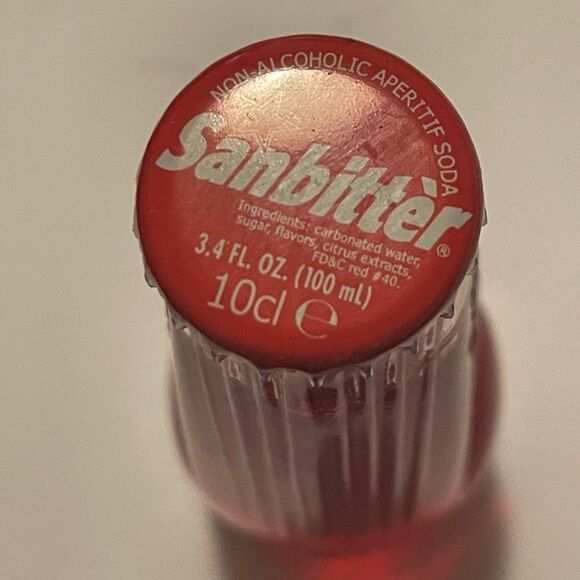 NON-ALCOHOLIC APERITIF SODA
Sanbittèr®
Ingredients: carbonated water,
sugar, flavors, citrus extracts,
FD&C red #40.
3.4 FL. OZ. (100 mL)
10cl ℮